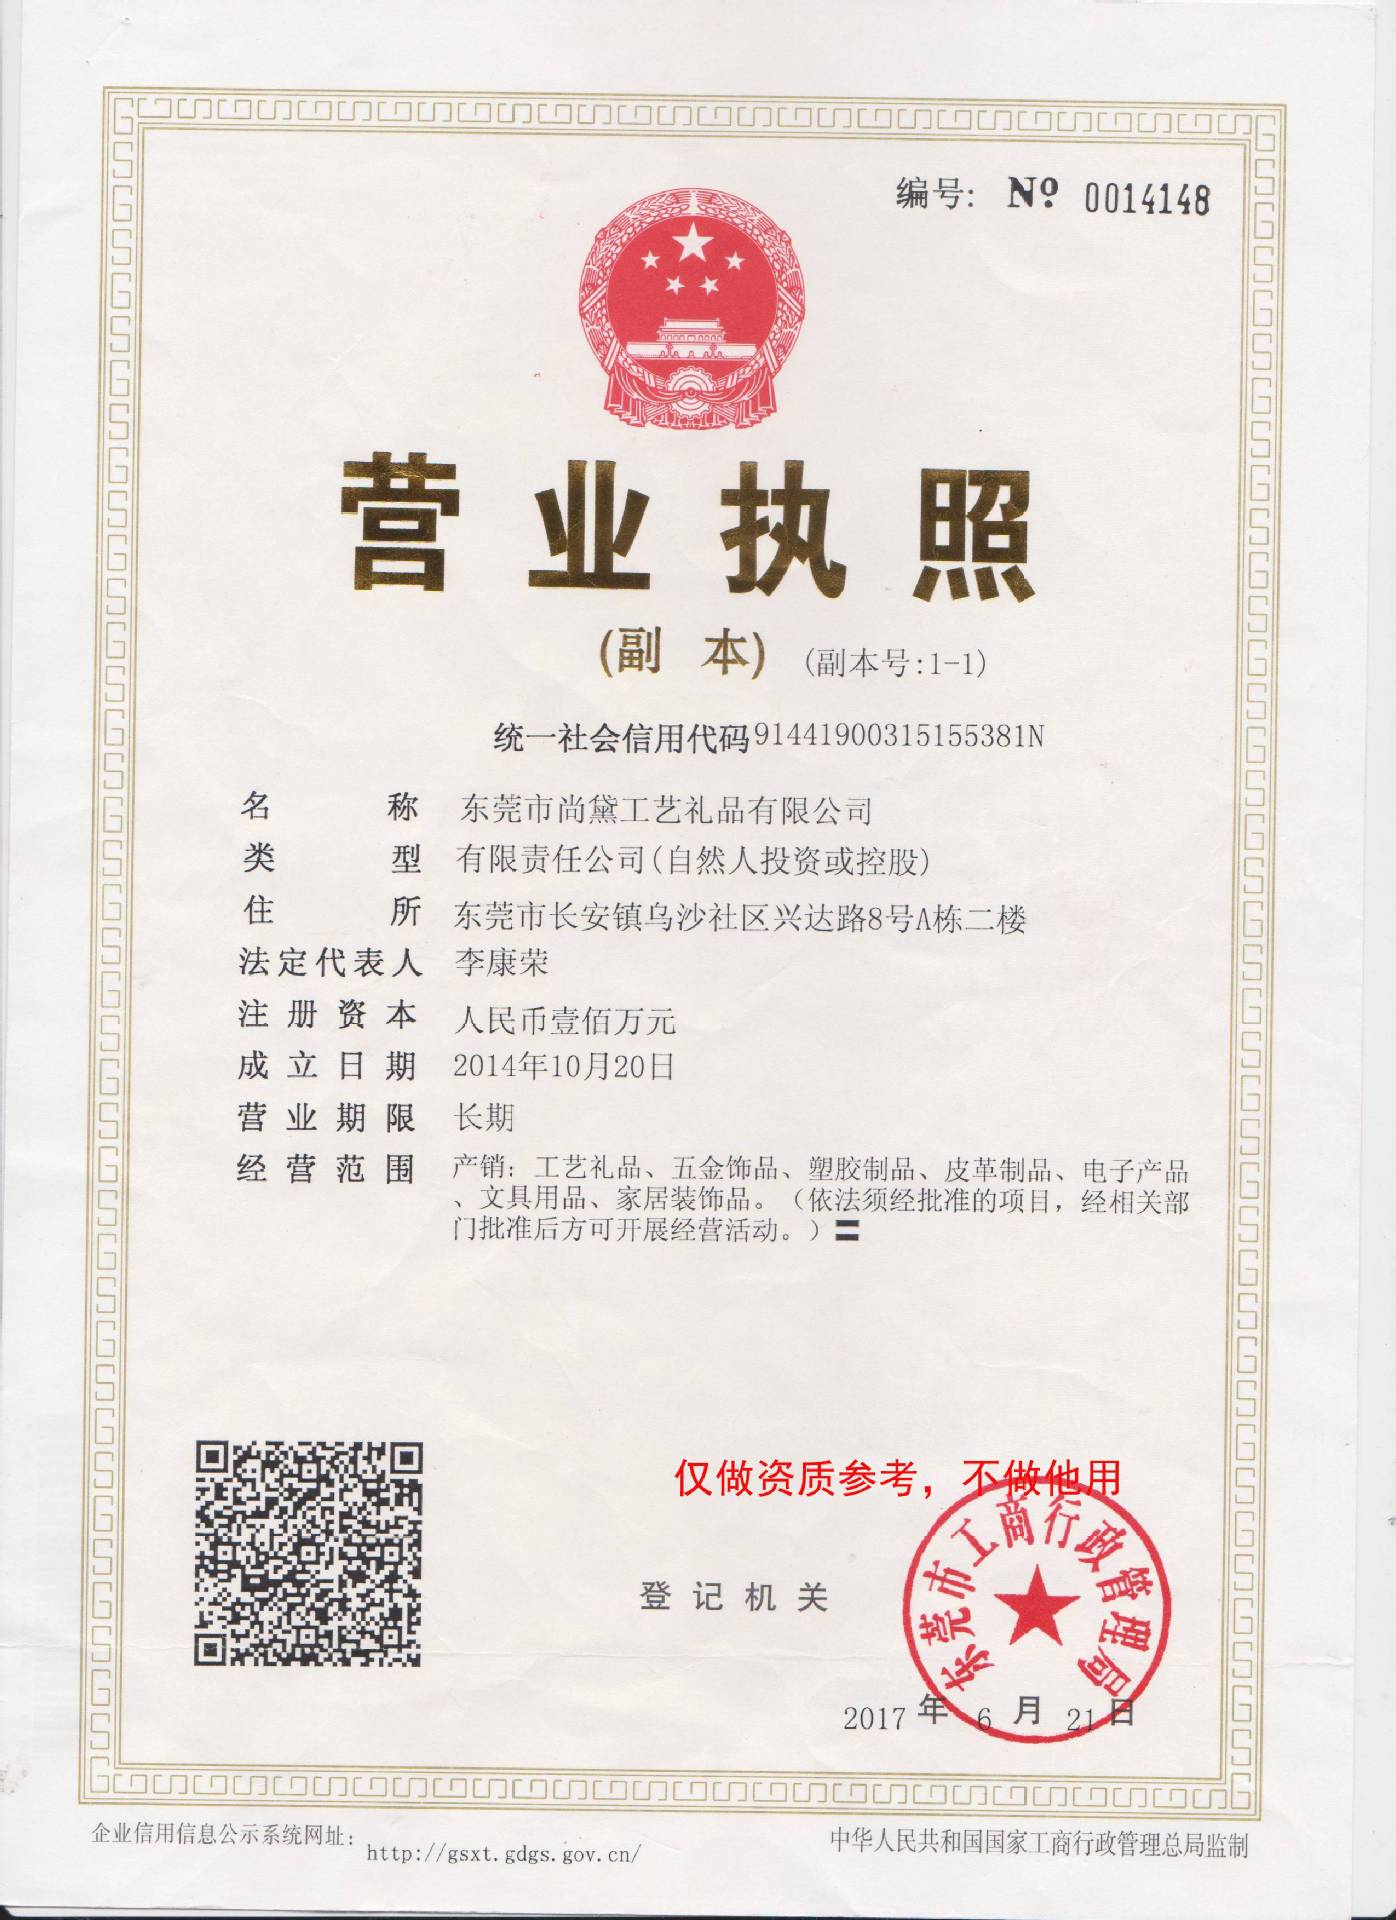 编号: No 0014148
营业执照
(副 本) (副本号:1-1)
统一社会信用代码91441900315155381N
名 称 东莞市尚黛工艺礼品有限公司
类 型 有限责任公司(自然人投资或控股)
住 所 东莞市长安镇乌沙社区兴达路8号A栋二楼
法定代表人 李康荣
注 册 资 本 人民币壹佰万元
成 立 日 期 2014年10月20日
营 业 期 限 长期
经 营 范 围 产销: 工艺礼品、五金饰品、塑胶制品、皮革制品、电子产品
、文具用品、家居装饰品。(依法须经批准的项目, 经相关部
门批准后方可开展经营活动。)
仅做资质参考，不做他用
东莞市工商行政管理局
登 记 机 关
2017 年 6 月 21 日
企业信用信息公示系统网址: http://gsxt.gdgs.gov.cn/
中华人民共和国国家工商行政管理总局监制